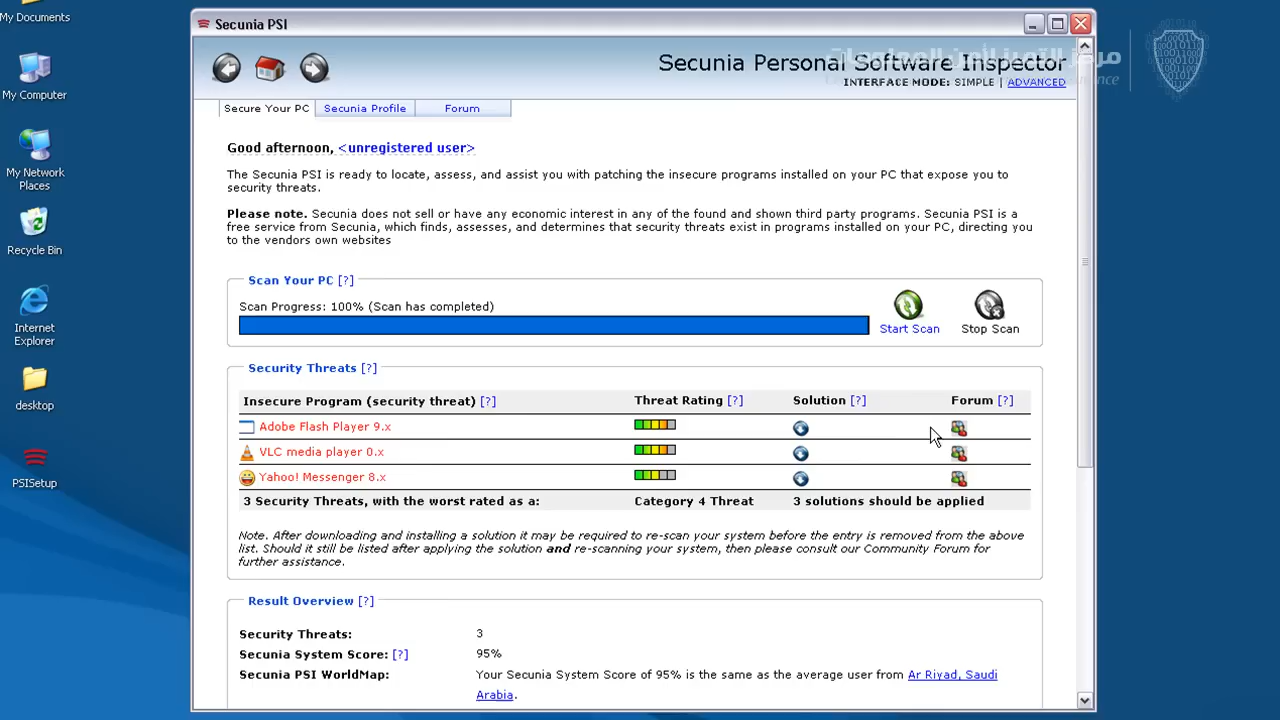 My Documents
My Computer
My Network
Places
Recycle Bin
Internet
Explorer
desktop
PSISetup
Secunia PSI
Secunia Personal Software Inspector
INTERFACE MODE: SIMPLE | ADVANCED
مركز التميز لأمن المعلومات
Secure Your PC
Secunia Profile
Forum
Good afternoon, <unregistered user>
The Secunia PSI is ready to locate, assess, and assist you with patching the insecure programs installed on your PC that expose you to
security threats.
Please note. Secunia does not sell or have any economic interest in any of the found and shown third party programs. Secunia PSI is a
free service from Secunia, which finds, assesses, and determines that security threats exist in programs installed on your PC, directing you
to the vendors own websites
Scan Your PC [?]
Scan Progress: 100% (Scan has completed)
Start Scan
Stop Scan
Security Threats [?]
Insecure Program (security threat) [?] Threat Rating [?] Solution [?] Forum [?]
Adobe Flash Player 9.x
VLC media player 0.x
Yahoo! Messenger 8.x
3 Security Threats, with the worst rated as a: Category 4 Threat 3 solutions should be applied
Note. After downloading and installing a solution it may be required to re-scan your system before the entry is removed from the above
list. Should it still be listed after applying the solution and re-scanning your system, then please consult our Community Forum for
further assistance.
Result Overview [?]
Security Threats: 3
Secunia System Score: [?] 95%
Secunia PSI WorldMap: Your Secunia System Score of 95% is the same as the average user from Ar Riyad, Saudi
Arabia.